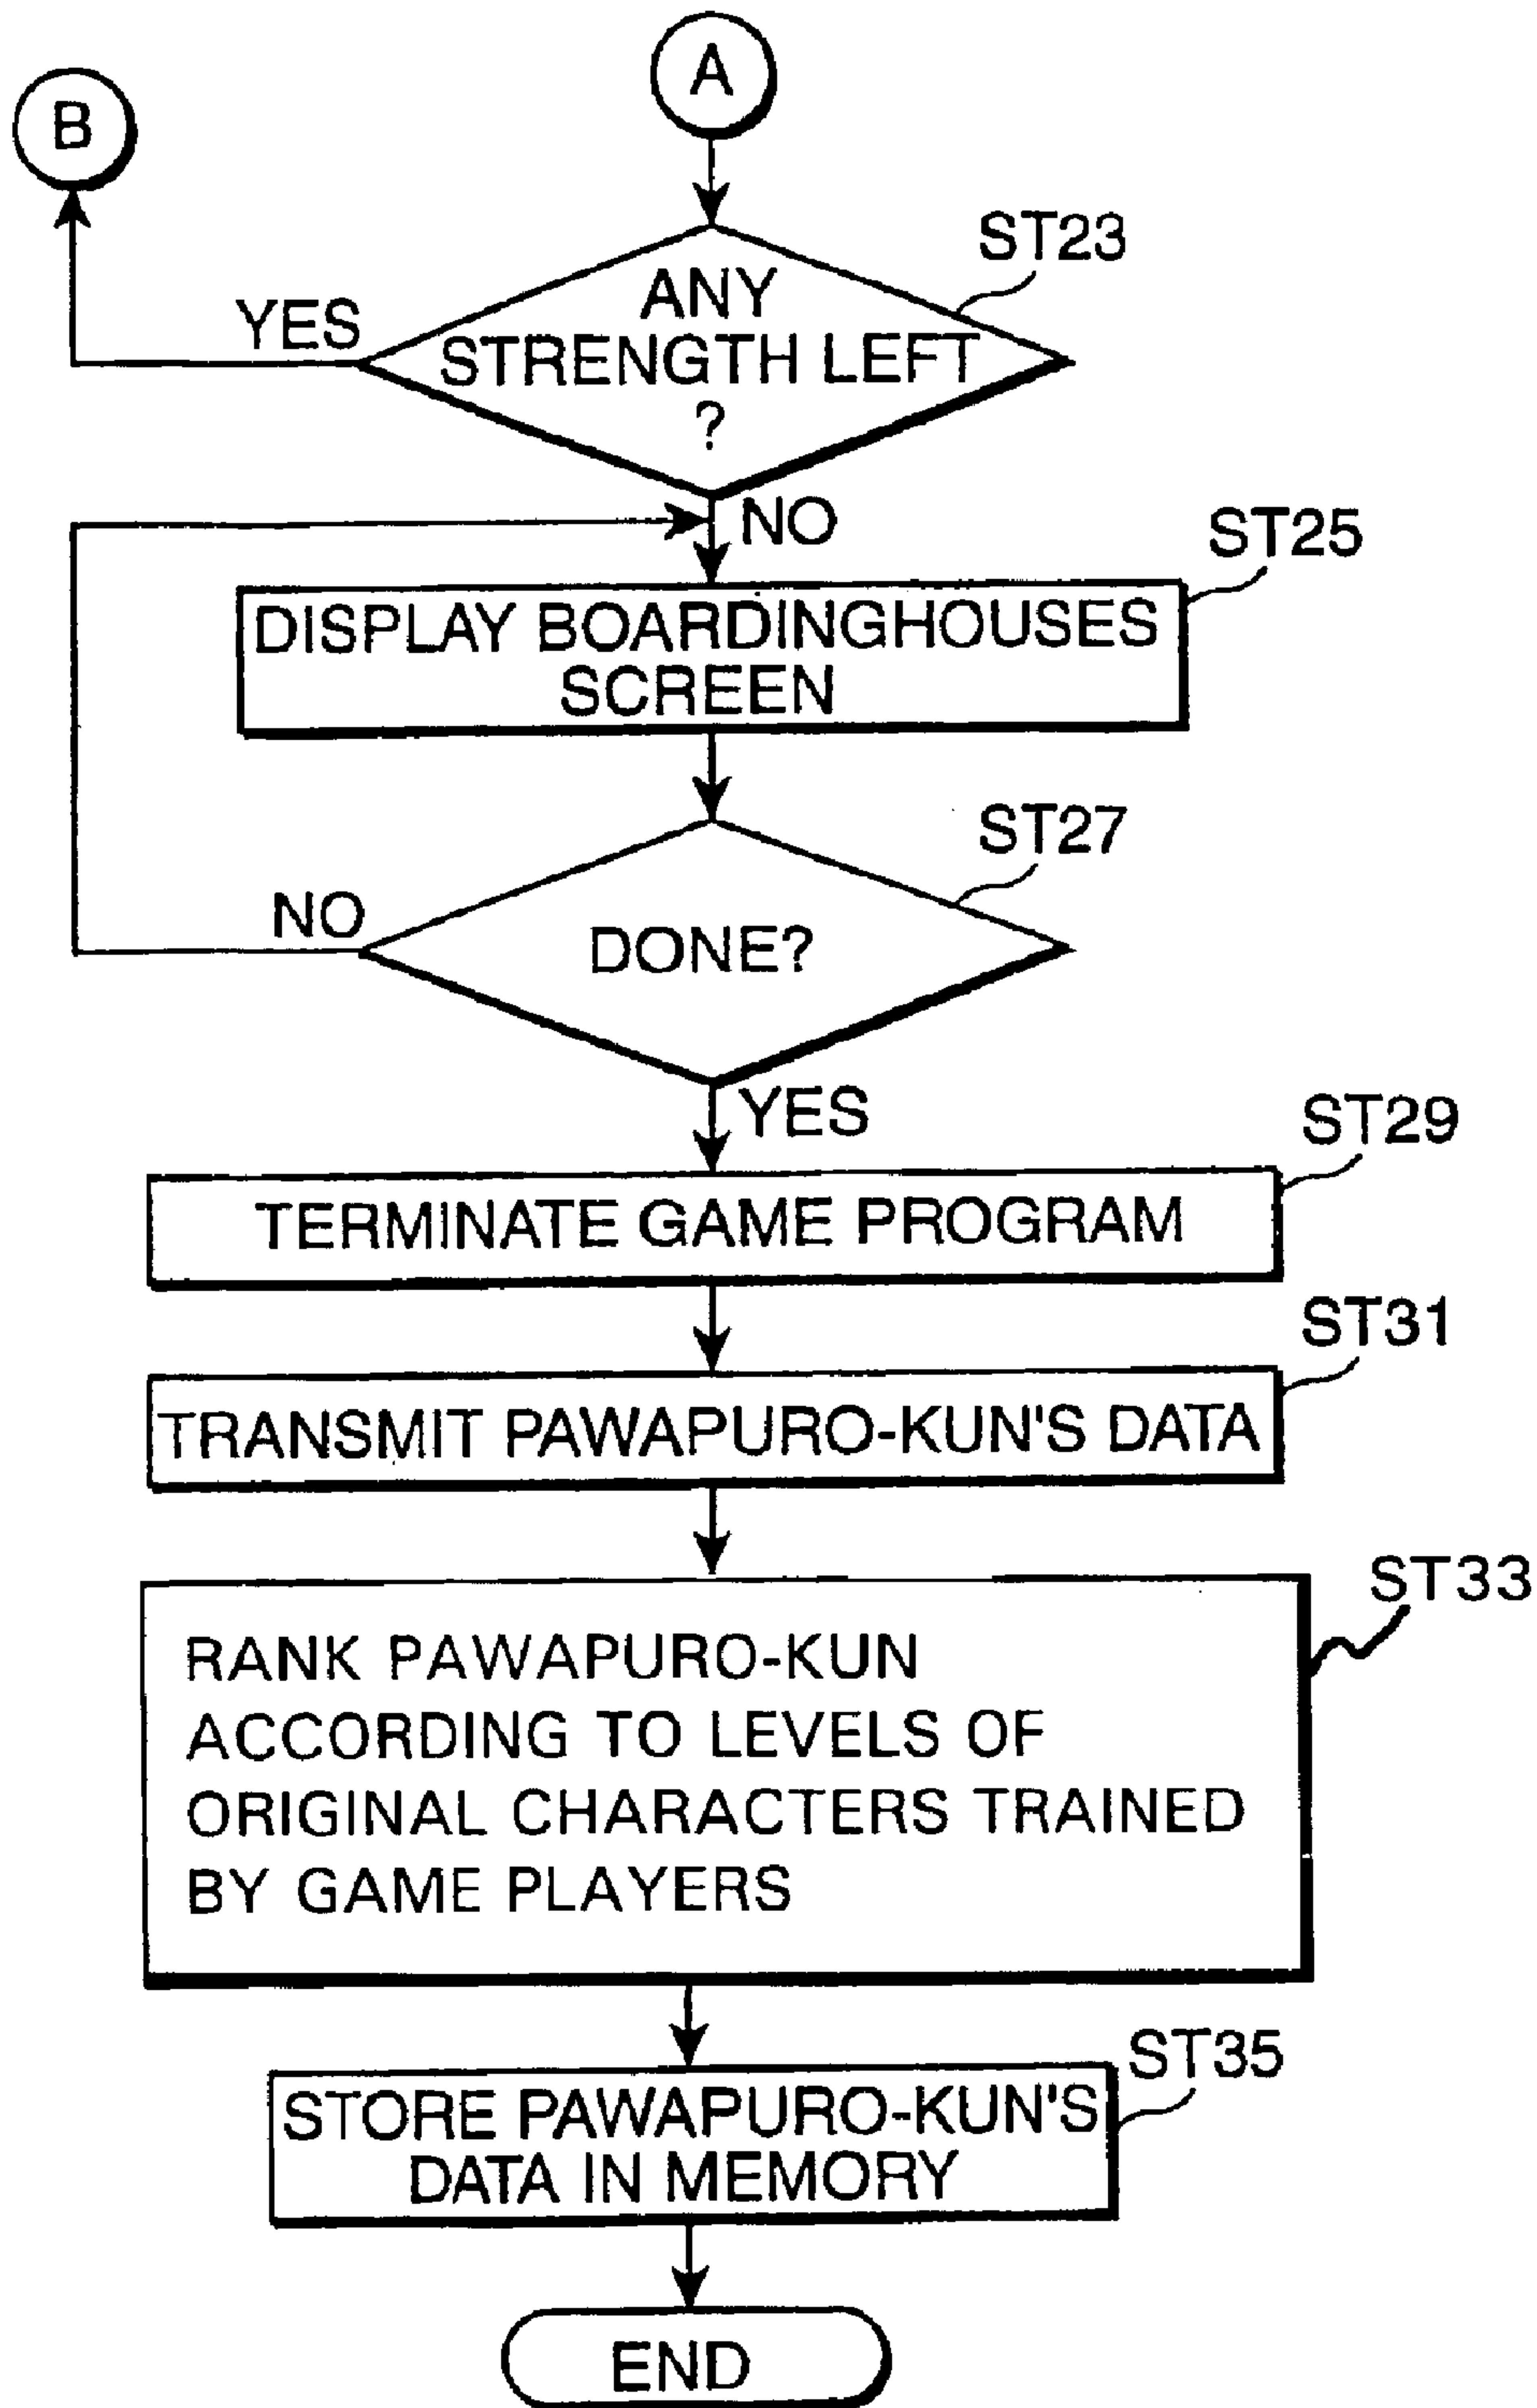 A
B
ST23
ANY
STRENGTH LEFT
?
YES
NO
ST25
DISPLAY BOARDINGHOUSES
SCREEN
ST27
NO
DONE?
YES
ST29
TERMINATE GAME PROGRAM
ST31
TRANSMIT PAWAPURO-KUN'S DATA
ST33
RANK PAWAPURO-KUN
ACCORDING TO LEVELS OF
ORIGINAL CHARACTERS TRAINED
BY GAME PLAYERS
ST35
STORE PAWAPURO-KUN'S
DATA IN MEMORY
END